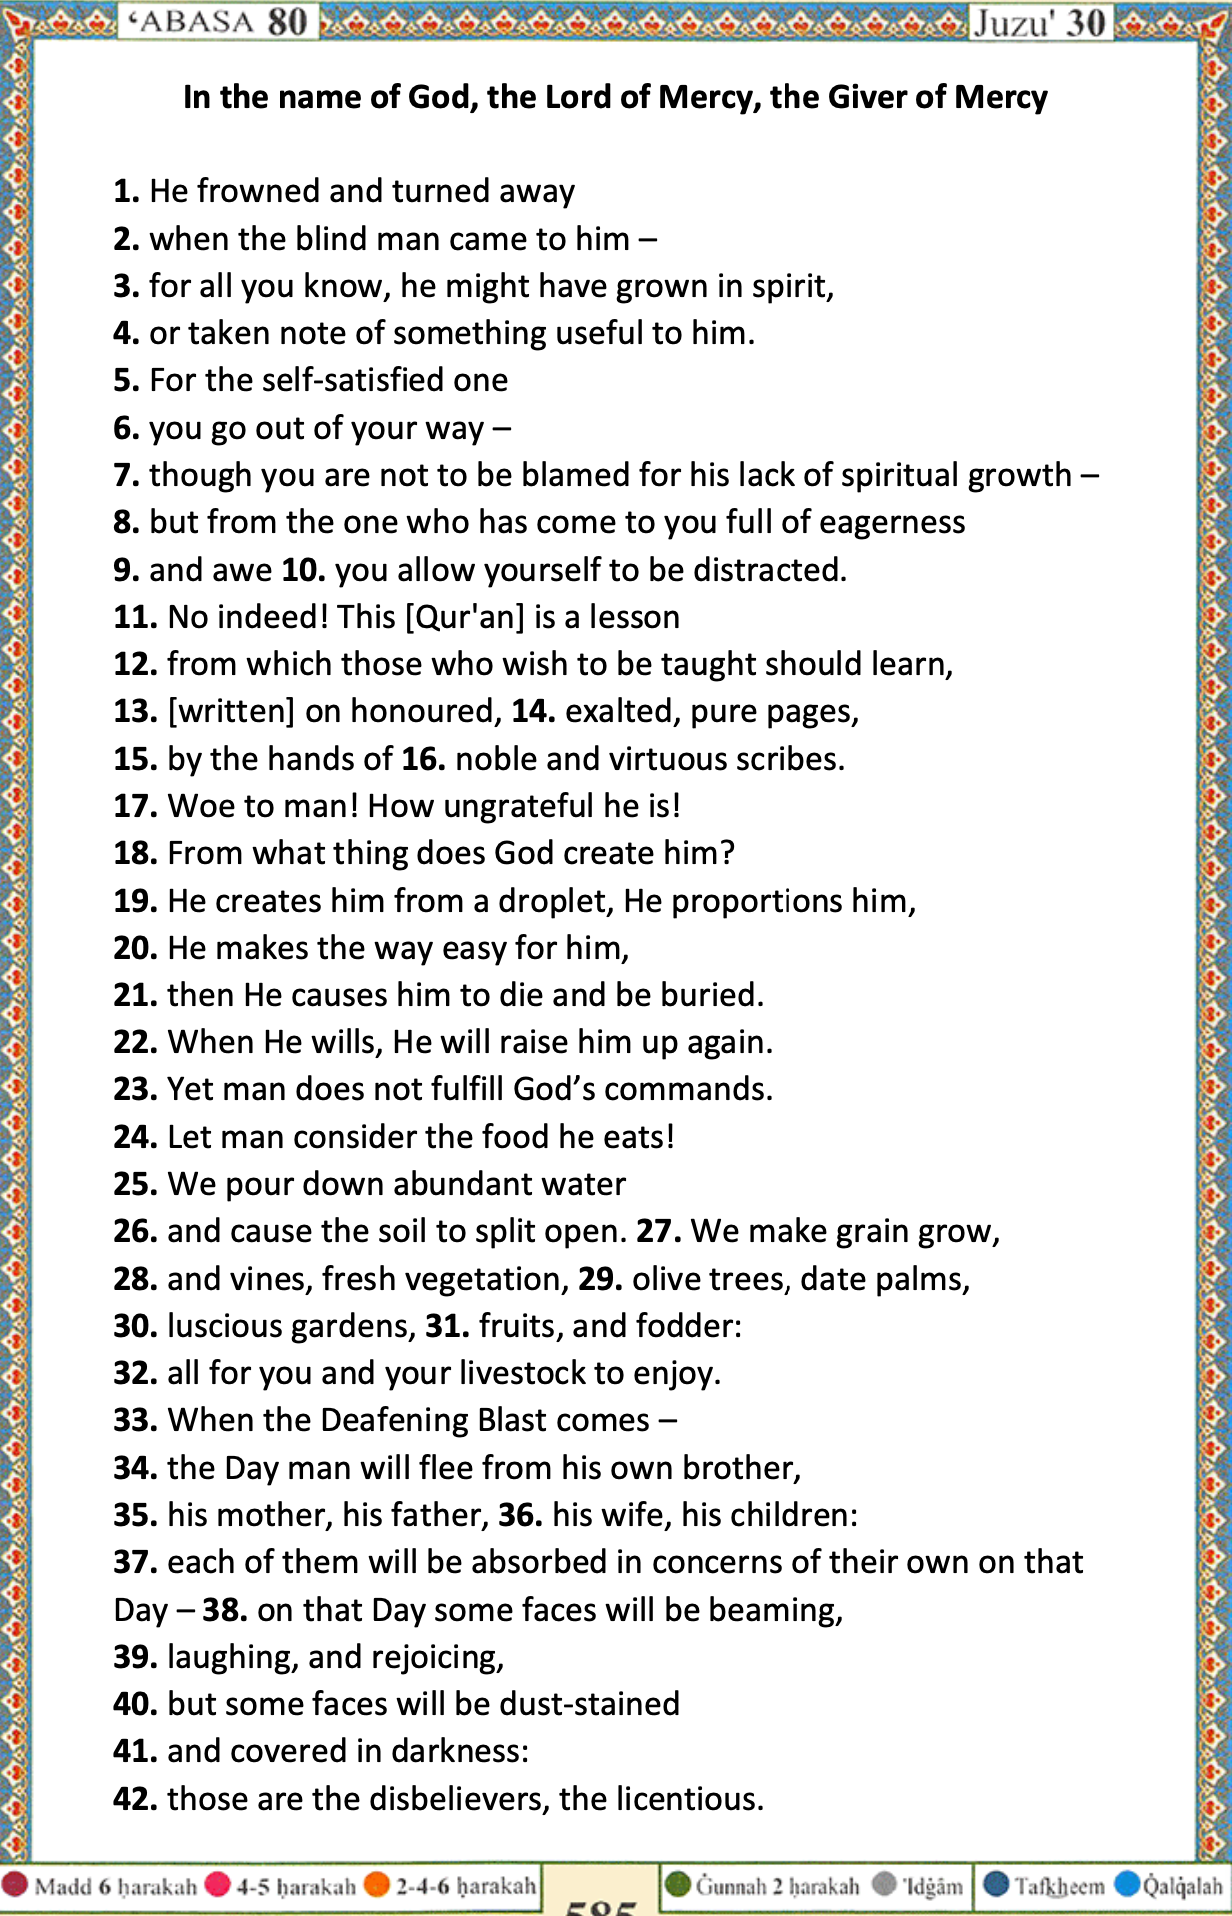 ‘ABASA 80
Juzu' 30
In the name of God, the Lord of Mercy, the Giver of Mercy
1. He frowned and turned away
2. when the blind man came to him –
3. for all you know, he might have grown in spirit,
4. or taken note of something useful to him.
5. For the self-satisfied one
6. you go out of your way –
7. though you are not to be blamed for his lack of spiritual growth –
8. but from the one who has come to you full of eagerness
9. and awe 10. you allow yourself to be distracted.
11. No indeed! This [Qur'an] is a lesson
12. from which those who wish to be taught should learn,
13. [written] on honoured, 14. exalted, pure pages,
15. by the hands of 16. noble and virtuous scribes.
17. Woe to man! How ungrateful he is!
18. From what thing does God create him?
19. He creates him from a droplet, He proportions him,
20. He makes the way easy for him,
21. then He causes him to die and be buried.
22. When He wills, He will raise him up again.
23. Yet man does not fulfill God’s commands.
24. Let man consider the food he eats!
25. We pour down abundant water
26. and cause the soil to split open. 27. We make grain grow,
28. and vines, fresh vegetation, 29. olive trees, date palms,
30. luscious gardens, 31. fruits, and fodder:
32. all for you and your livestock to enjoy.
33. When the Deafening Blast comes –
34. the Day man will flee from his own brother,
35. his mother, his father, 36. his wife, his children:
37. each of them will be absorbed in concerns of their own on that
Day – 38. on that Day some faces will be beaming,
39. laughing, and rejoicing,
40. but some faces will be dust-stained
41. and covered in darkness:
42. those are the disbelievers, the licentious.
Madd 6 ḥarakah 4-5 ḥarakah 2-4-6 ḥarakah
585
Ġunnah 2 ḥarakah 'Idġām Tafkheem Q̇alq̇alah